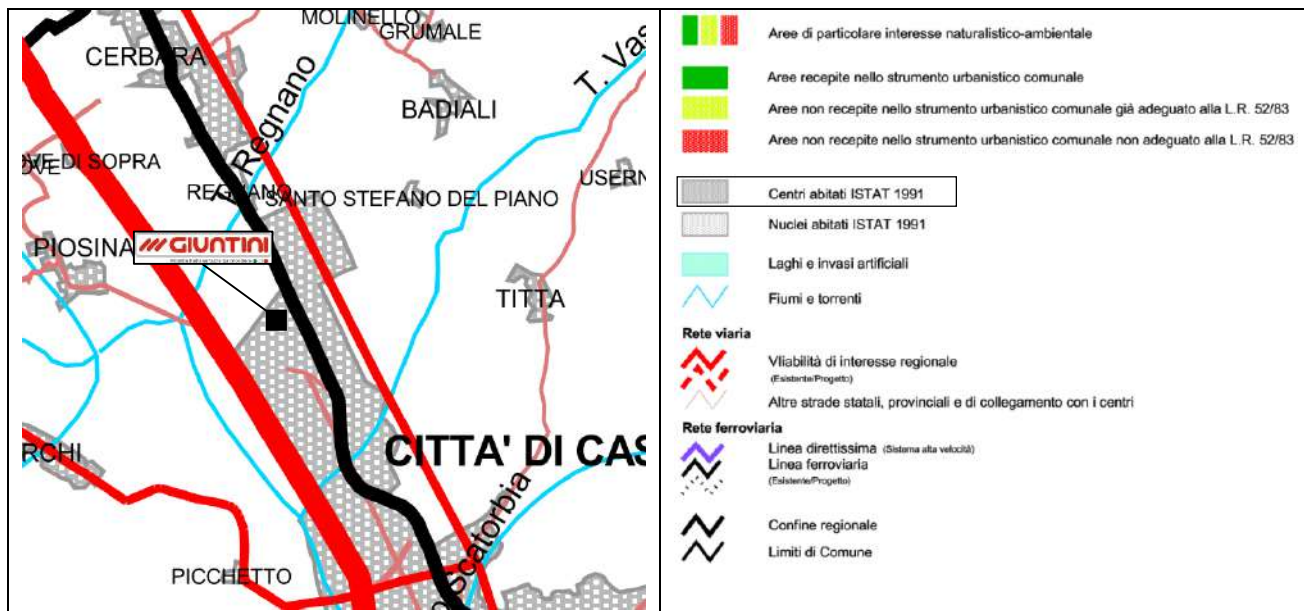 MOLINELLO
GRUMALE
CERBARA
T. Vas
T. Regnano
BADIALI
OVE DI SOPRA
OVE
USERN
REGNANO
SANTO STEFANO DEL PIANO
PIOSINA
GIUNTINI
TITTA
CITTA' DI CAS
RCHI
o Scatorbia
PICCHETTO
Aree di particolare interesse naturalistico-ambientale
Aree recepite nello strumento urbanistico comunale
Aree non recepite nello strumento urbanistico comunale già adeguato alla L.R. 52/83
Aree non recepite nello strumento urbanistico comunale non adeguato alla L.R. 52/83
Centri abitati ISTAT 1991
Nuclei abitati ISTAT 1991
Laghi e invasi artificiali
Fiumi e torrenti
Rete viaria
VIiabilità di interesse regionale
(Esistente/Progetto)
Altre strade statali, provinciali e di collegamento con i centri
Rete ferroviaria
Linea direttissima (Sistema alta velocità)
Linea ferroviaria
(Esistente/Progetto)
Confine regionale
Limiti di Comune